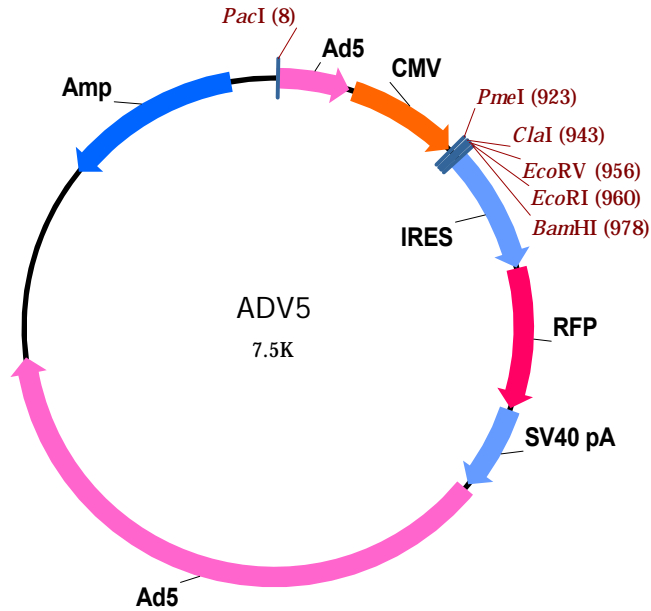 PacI (8)
Ad5
CMV
Amp
PmeI (923)
ClaI (943)
EcoRV (956)
EcoRI (960)
BamHI (978)
IRES
ADV5
7.5K
RFP
SV40 pA
Ad5